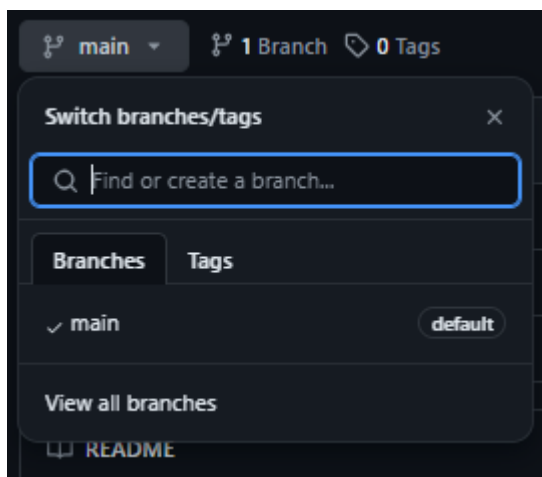 main 1 Branch 0 Tags
Switch branches/tags
Find or create a branch...
Branches Tags
main default
View all branches
README